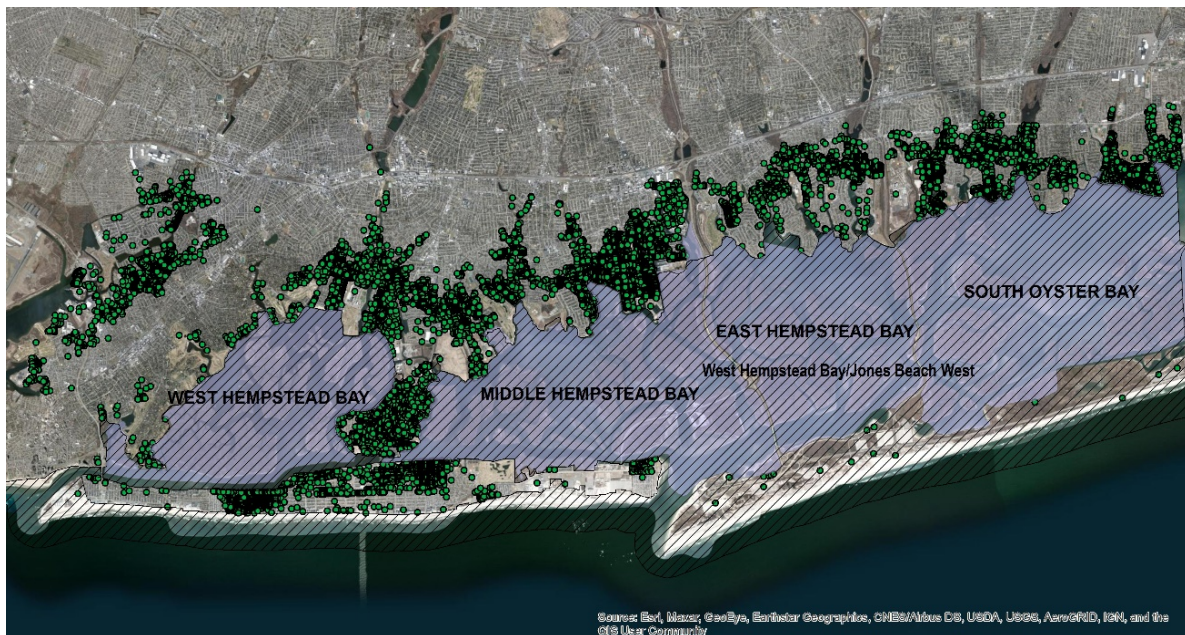 SOUTH OYSTER BAY
EAST HEMPSTEAD BAY
West Hempstead Bay/Jones Beach West
WEST HEMPSTEAD BAY
MIDDLE HEMPSTEAD BAY
Source: Esri, Maxar, GeoEye, Earthstar Geographics, CNES/Airbus DS, USDA, USGS, AeroGRID, IGN, and the
GIS User Community